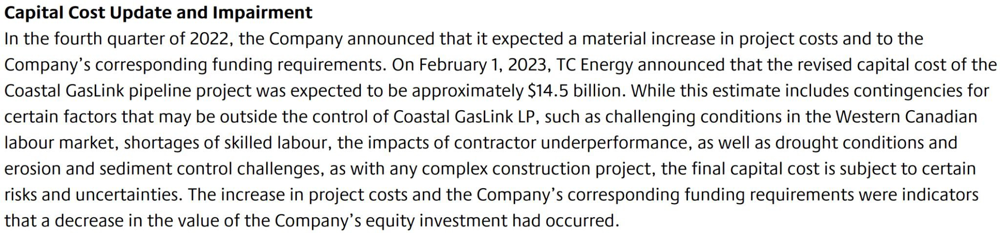 Capital Cost Update and Impairment
In the fourth quarter of 2022, the Company announced that it expected a material increase in project costs and to the
Company’s corresponding funding requirements. On February 1, 2023, TC Energy announced that the revised capital cost of the
Coastal GasLink pipeline project was expected to be approximately $14.5 billion. While this estimate includes contingencies for
certain factors that may be outside the control of Coastal GasLink LP, such as challenging conditions in the Western Canadian
labour market, shortages of skilled labour, the impacts of contractor underperformance, as well as drought conditions and
erosion and sediment control challenges, as with any complex construction project, the final capital cost is subject to certain
risks and uncertainties. The increase in project costs and the Company’s corresponding funding requirements were indicators
that a decrease in the value of the Company’s equity investment had occurred.